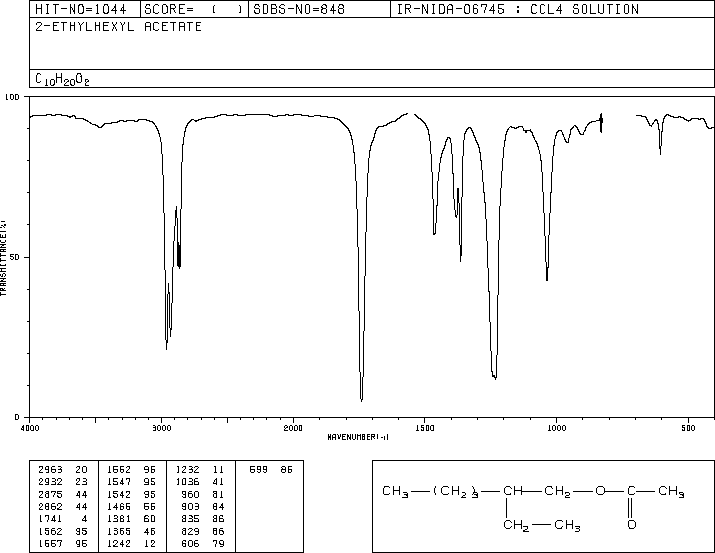 HIT-NO=1044 SCORE= ( ) SDBS-NO=848 IR-NIDA-06745 : CCL4 SOLUTION
2-ETHYLHEXYL ACETATE
C10H20O2
100
50
0
TRANSMITTANCE(%)
4000 3000 2000 1500 1000 500
WAVENUMBER(-1)
2963 20 1552 96 1232 11 599 86
2932 23 1547 95 1036 41
2875 44 1542 95 960 81
2862 44 1466 55 903 84
1741 4 1381 60 835 86
1562 95 1365 46 829 86
1557 95 1242 12 606 79
CH3—(CH2)3—CH—CH2—O—C—CH3
CH2—CH3 O